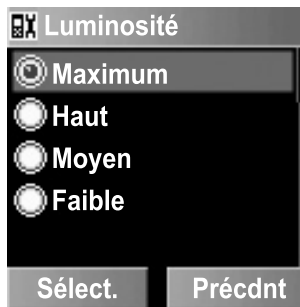 Luminosité
Maximum
Haut
Moyen
Faible
Sélect. Précdnt